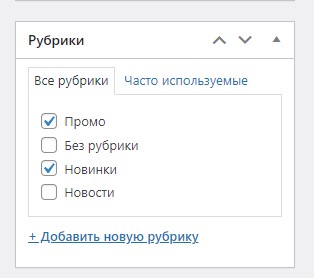 Рубрики
Все рубрики Часто используемые
Промо
Без рубрики
Новинки
Новости
+ Добавить новую рубрику